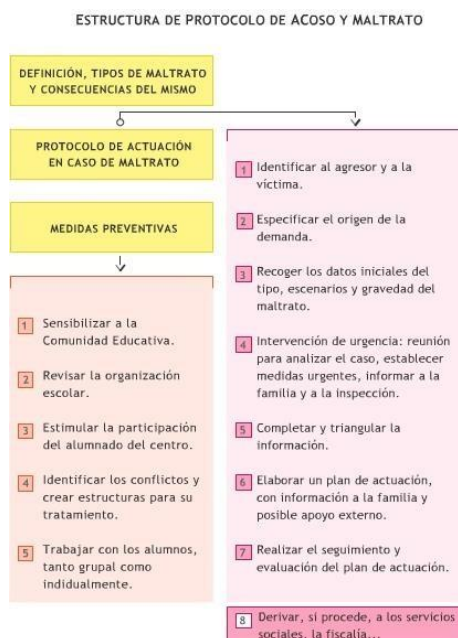 ESTRUCTURA DE PROTOCOLO DE ACOSO Y MALTRATO
DEFINICIÓN, TIPOS DE MALTRATO
Y CONSECUENCIAS DEL MISMO
PROTOCOLO DE ACTUACIÓN
EN CASO DE MALTRATO
MEDIDAS PREVENTIVAS
1 Sensibilizar a la
Comunidad Educativa.
2 Revisar la organización
escolar.
3 Estimular la participación
del alumnado del centro.
4 Identificar los conflictos y
crear estructuras para su
tratamiento.
5 Trabajar con los alumnos,
tanto grupal como
indidualmente.
1 Identificar al agresor y a la
víctima.
2 Especificar el origen de la
demanda.
3 Recoger los datos iniciales del
tipo, escenarios y gravedad del
maltrato.
4 Intervención de urgencia: reunión
para analizar el caso, establecer
medidas urgentes, informar a la
familia y a la inspección.
5 Completar y triangular la
información.
6 Elaborar un plan de actuación,
con información a la familia y
posible apoyo externo.
7 Realizar el seguimiento y
evaluación del plan de actuación.
8 Derivar, si procede, a los servicios
sociales, la fiscalía...